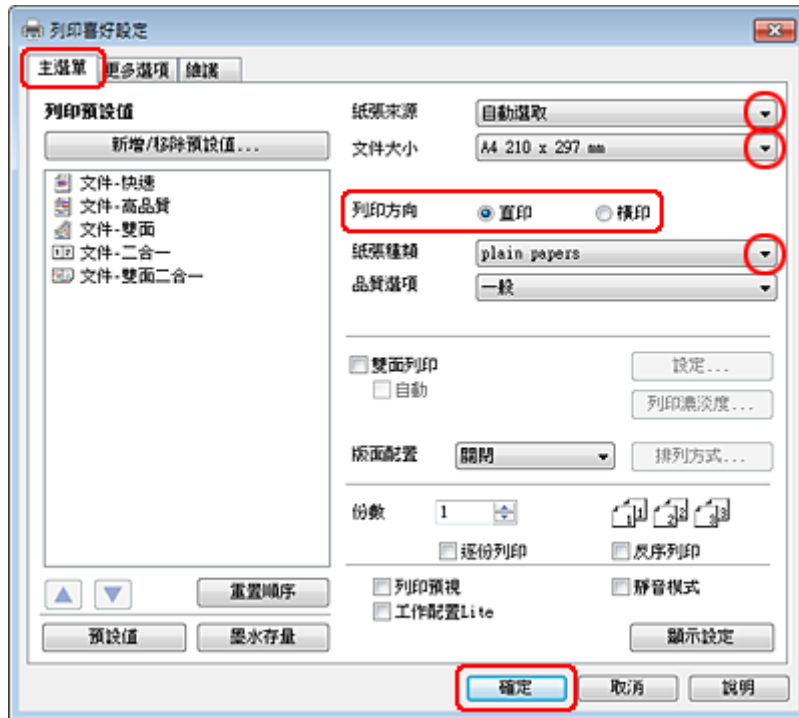 列印喜好設定
主選單 更多選項 維護
列印預設值
新增/移除預設值...
文件-快速
文件-高品質
文件-雙面
文件-二合一
文件-雙面二合一
重置順序
預設值 墨水存量
紙張來源 自動選取
文件大小 A4 210 x 297 mm
列印方向 直印 橫印
紙張種類 plain papers
品質選項 一般
雙面列印 設定...
自動 列印濃淡度...
版面配置 關閉 排列方式...
份數 1
逐份列印 反序列印
列印預視 靜音模式
工作配置Lite
顯示設定
確定 取消 說明